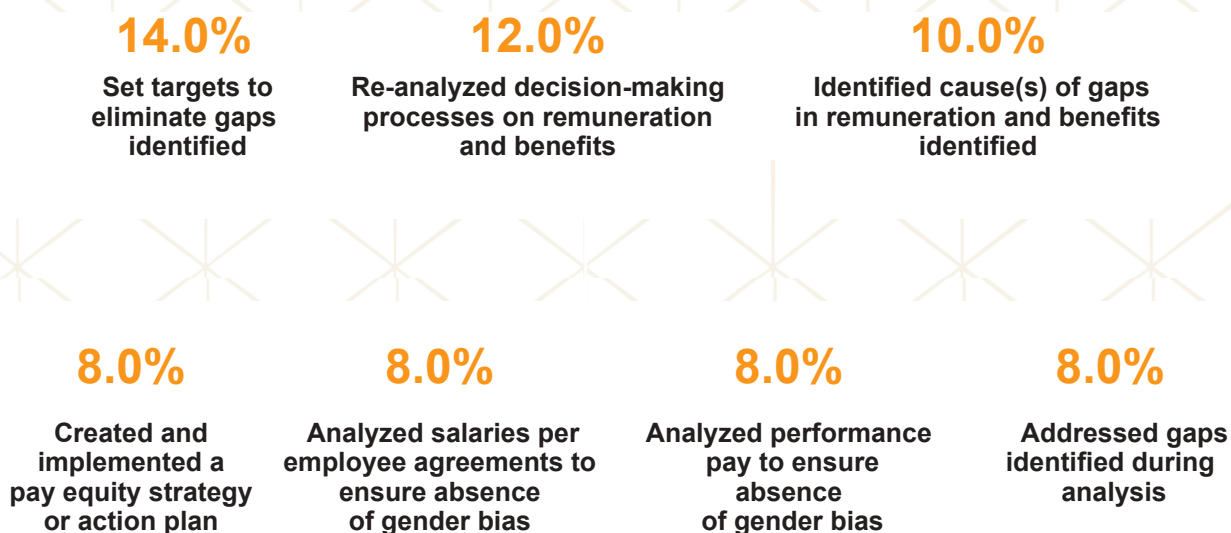 14.0%
Set targets to
eliminate gaps
identified
12.0%
Re-analyzed decision-making
processes on remuneration
and benefits
10.0%
Identified cause(s) of gaps
in remuneration and benefits
identified
8.0%
Created and
implemented a
pay equity strategy
or action plan
8.0%
Analyzed salaries per
employee agreements to
ensure absence
of gender bias
8.0%
Analyzed performance
pay to ensure
absence
of gender bias
8.0%
Addressed gaps
identified during
analysis